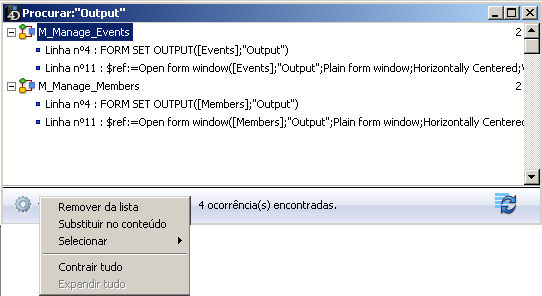 4D Procurar:"Output"
M_Manage_Events 2
Linha nº4 : FORM SET OUTPUT([Events];"Output")
Linha nº11 : $ref:=Open form window([Events];"Output";Plain form window;Horizontally Centered;
M_Manage_Members 2
Linha nº4 : FORM SET OUTPUT([Members];"Output")
Linha nº11 : $ref:=Open form window([Members];"Output";Plain form window;Horizontally Centered
4 ocorrência(s) encontradas.
Remover da lista
Substituir no conteúdo
Selecionar
Contrair tudo
Expandir tudo